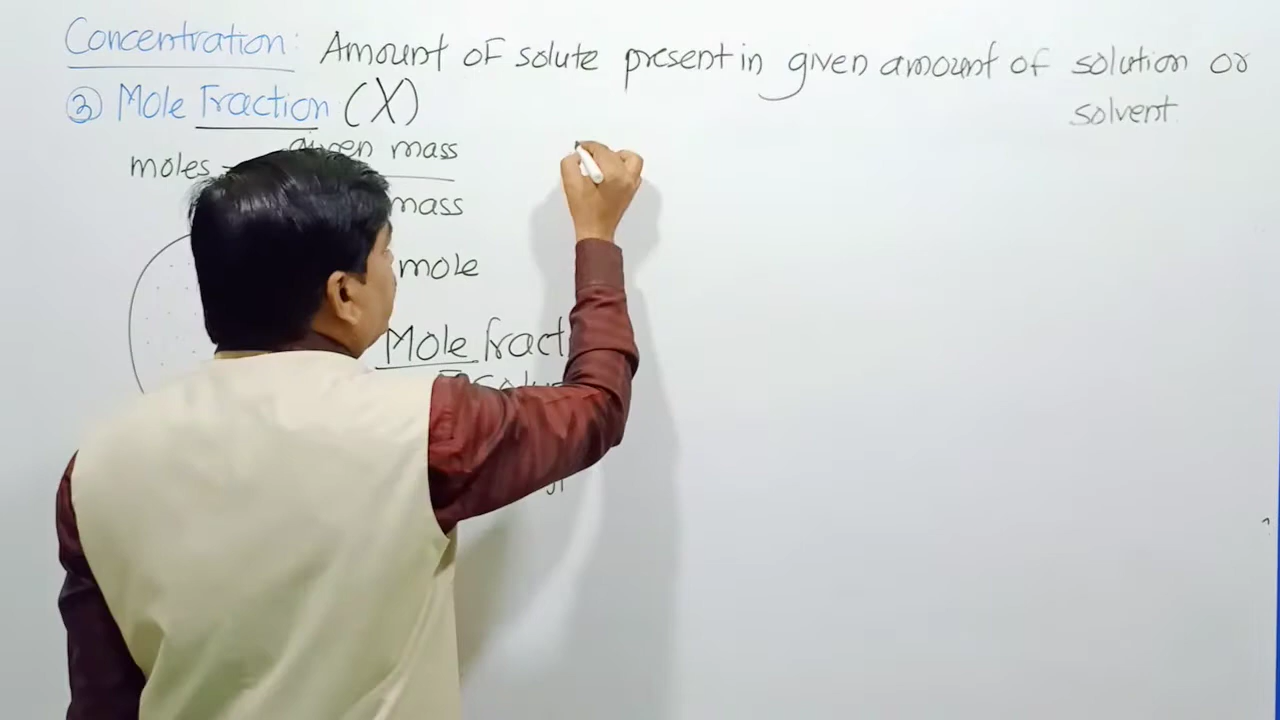 Concentration: Amount of solute present in given amount of solution or
solvent
③ Mole Fraction (X)
moles given mass
mass
mole
Mole fract